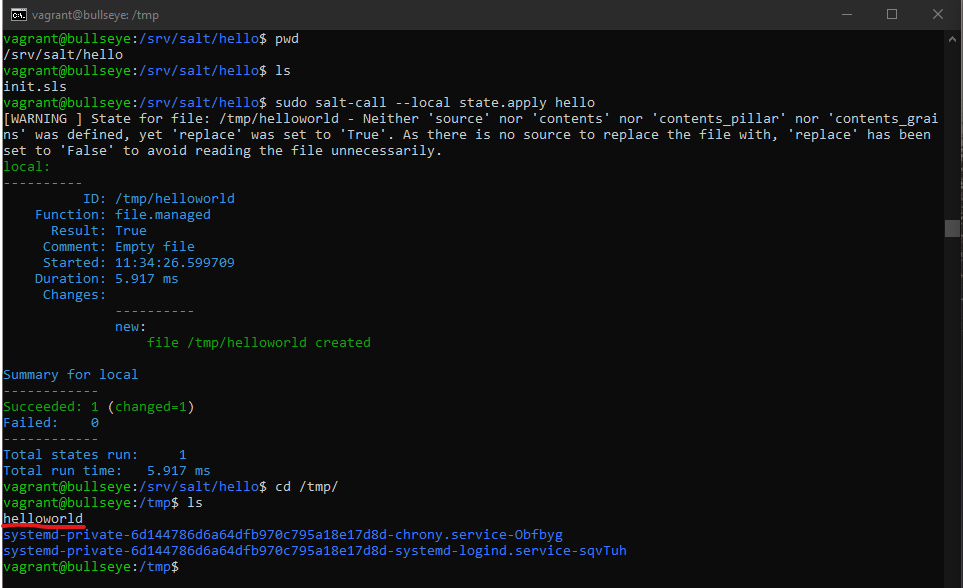 vagrant@bullseye: /tmp
vagrant@bullseye:/srv/salt/hello$ pwd
/srv/salt/hello
vagrant@bullseye:/srv/salt/hello$ ls
init.sls
vagrant@bullseye:/srv/salt/hello$ sudo salt-call --local state.apply hello
[WARNING ] State for file: /tmp/helloworld - Neither 'source' nor 'contents' nor 'contents_pillar' nor 'contents_grai
ns' was defined, yet 'replace' was set to 'True'. As there is no source to replace the file with, 'replace' has been
set to 'False' to avoid reading the file unnecessarily.
local:
----------
          ID: /tmp/helloworld
    Function: file.managed
      Result: True
     Comment: Empty file
     Started: 11:34:26.599709
    Duration: 5.917 ms
     Changes:
              ----------
              new:
                  file /tmp/helloworld created

Summary for local
------------
Succeeded: 1 (changed=1)
Failed:    0
------------
Total states run:     1
Total run time:   5.917 ms
vagrant@bullseye:/srv/salt/hello$ cd /tmp/
vagrant@bullseye:/tmp$ ls
helloworld
systemd-private-6d144786d6a64dfb970c795a18e17d8d-chrony.service-Obfbyg
systemd-private-6d144786d6a64dfb970c795a18e17d8d-systemd-logind.service-sqvTuh
vagrant@bullseye:/tmp$